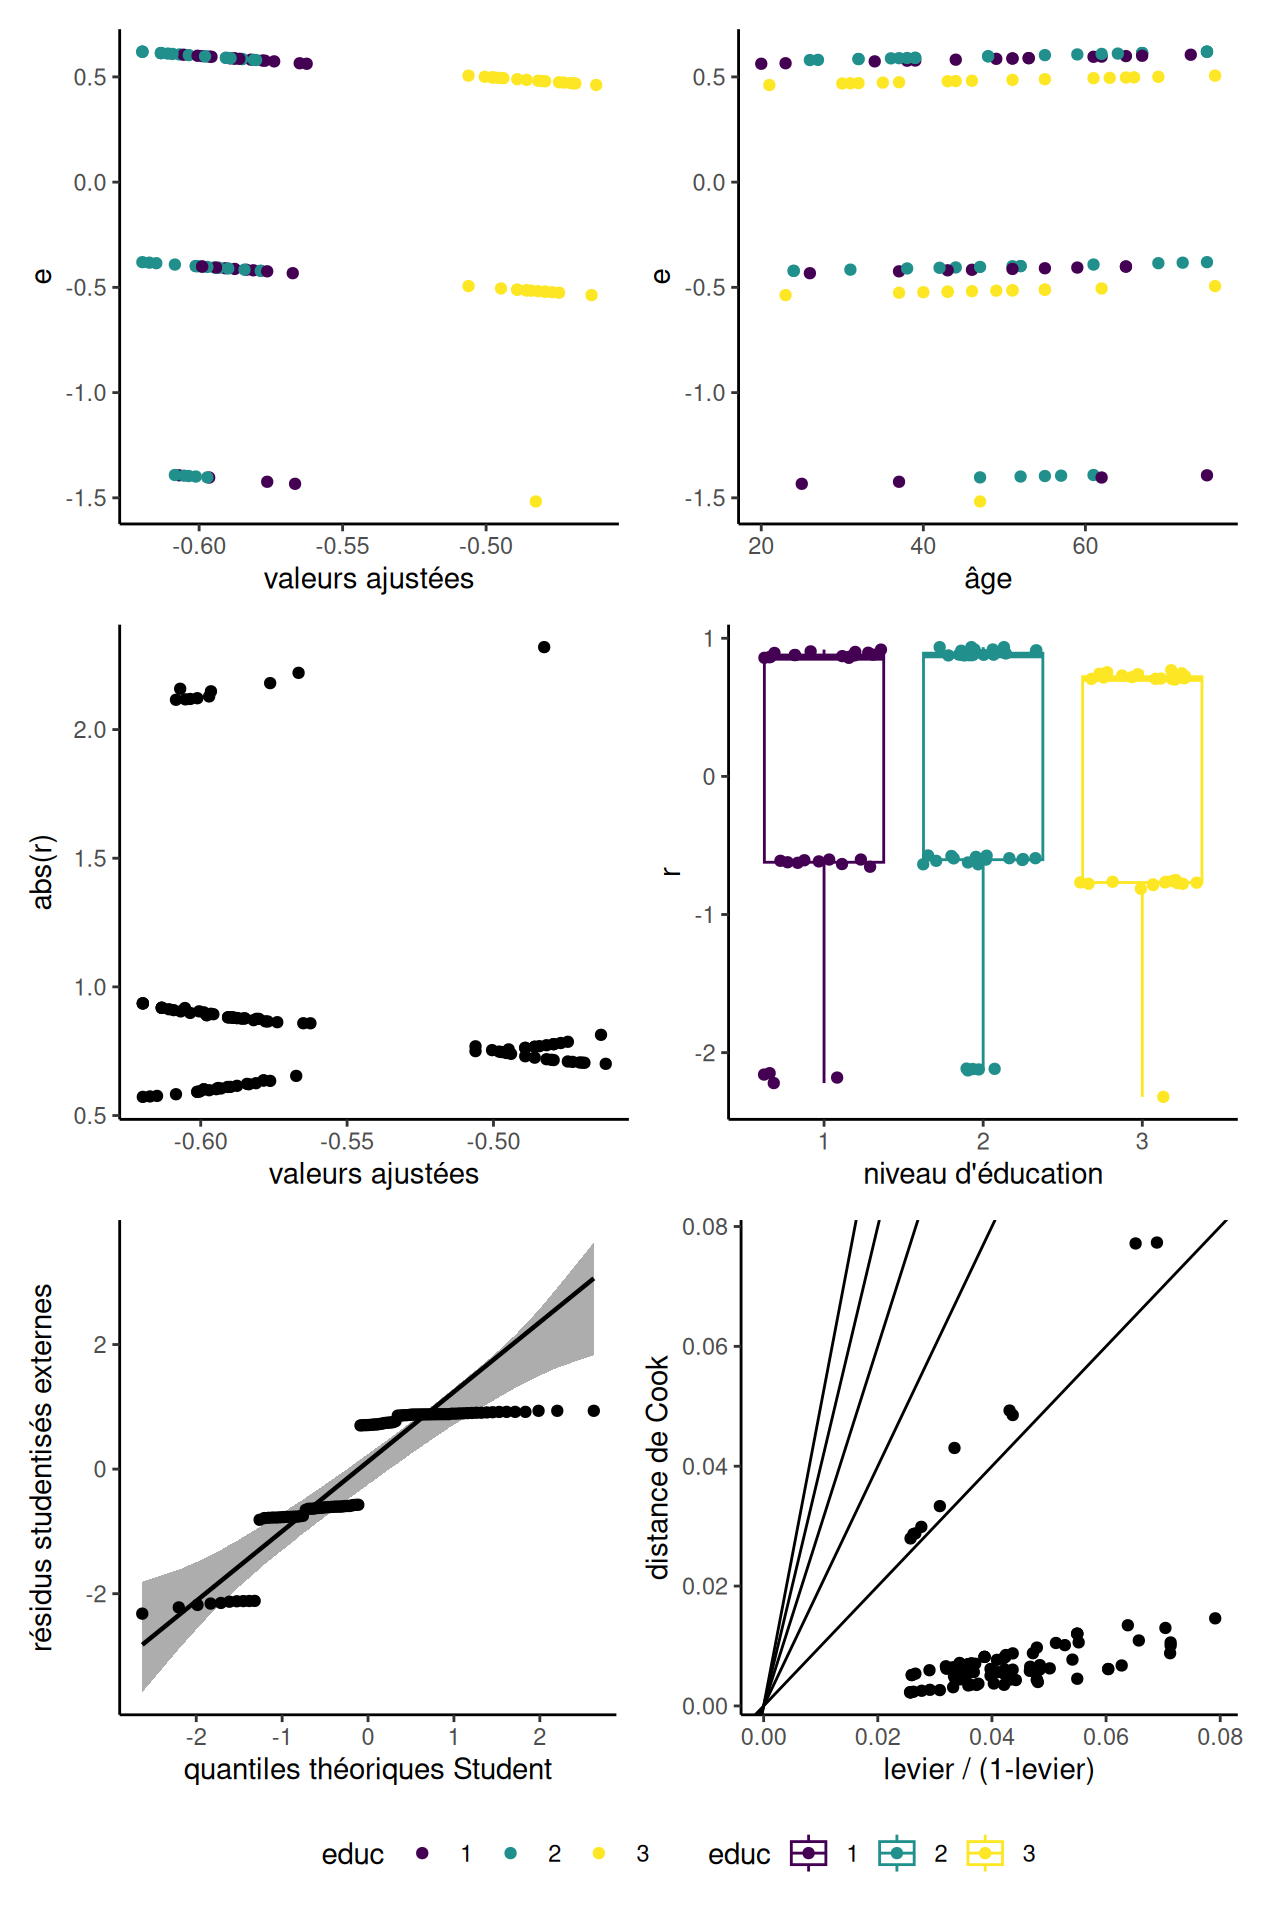 0.5
0.0
-0.5
-1.0
-1.5
e
-0.60 -0.55 -0.50
valeurs ajustées
0.5
0.0
-0.5
-1.0
-1.5
e
20 40 60
âge
2.0
1.5
1.0
0.5
abs(r)
-0.60 -0.55 -0.50
valeurs ajustées
1
0
-1
-2
r
1 2 3
niveau d'éducation
2
0
-2
résidus studentisés externes
-2 -1 0 1 2
quantiles théoriques Student
0.08
0.06
0.04
0.02
0.00
distance de Cook
0.00 0.02 0.04 0.06 0.08
levier / (1-levier)
educ 1 2 3 educ 1 2 3